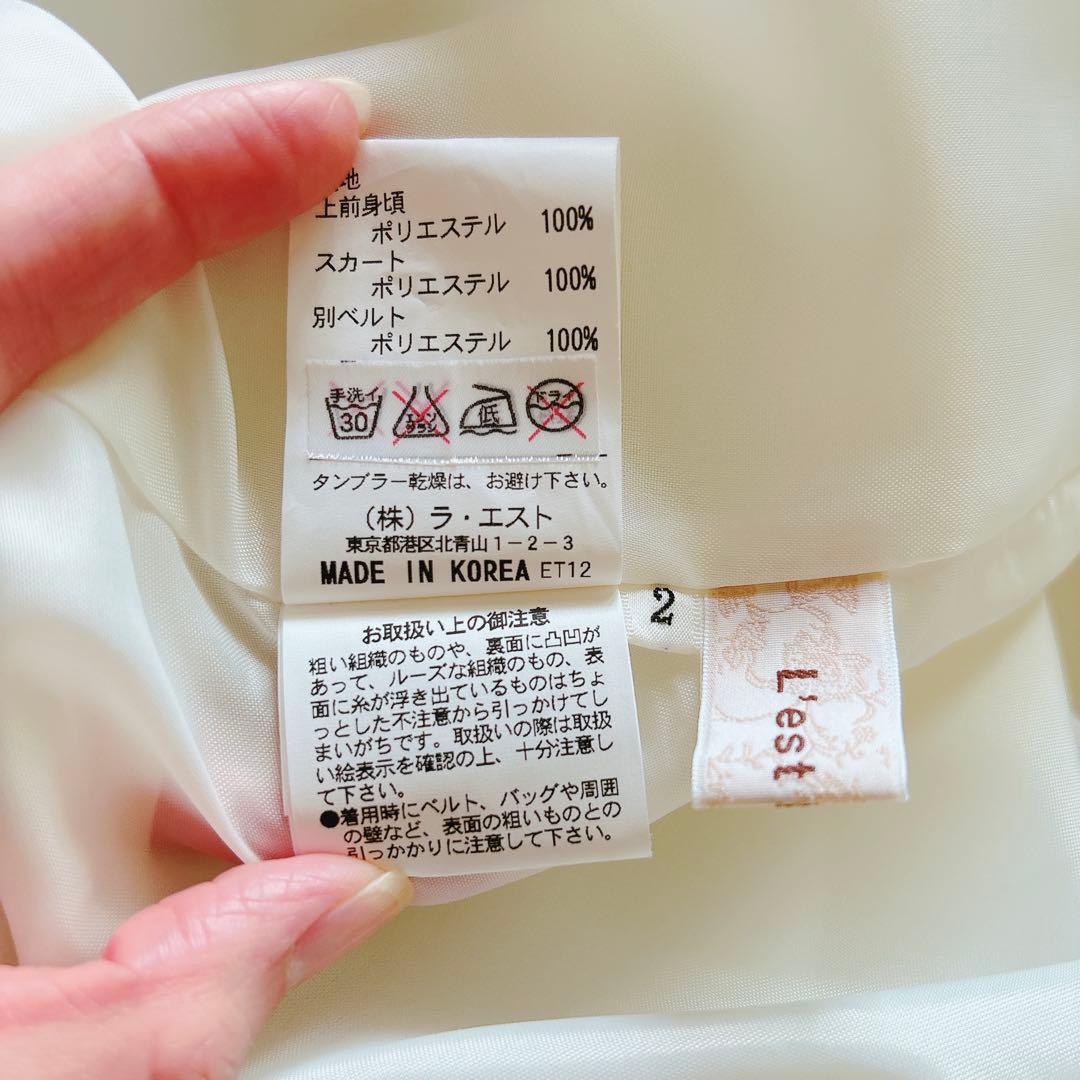 地
上前身頃
ポリエステル 100%
スカート
ポリエステル 100%
別ベルト
ポリエステル 100%
手洗イ
30
エンソ
サラシ
低
ドライ
タンブラー乾燥は、お避け下さい。
（株）ラ・エスト
東京都港区北青山1-2-3
MADE IN KOREA ET12
お取扱い上の御注意
粗い組織のものや、裏面に凸凹が
あって、ルーズな組織のもの、表
面に糸が浮き出ているものはちょ
っとした不注意から引っかけてし
まいがちです。取扱いの際は取扱
い絵表示を確認の上、十分注意し
て下さい。
●着用時にベルト、バッグや周囲
の壁など、表面の粗いものとの
引っかかりに注意して下さい。
2
L'est